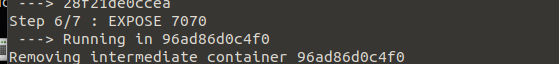 ---> 28f21de0ccea
Step 6/7 : EXPOSE 7070
---> Running in 96ad86d0c4f0
Removing intermediate container 96ad86d0c4f0